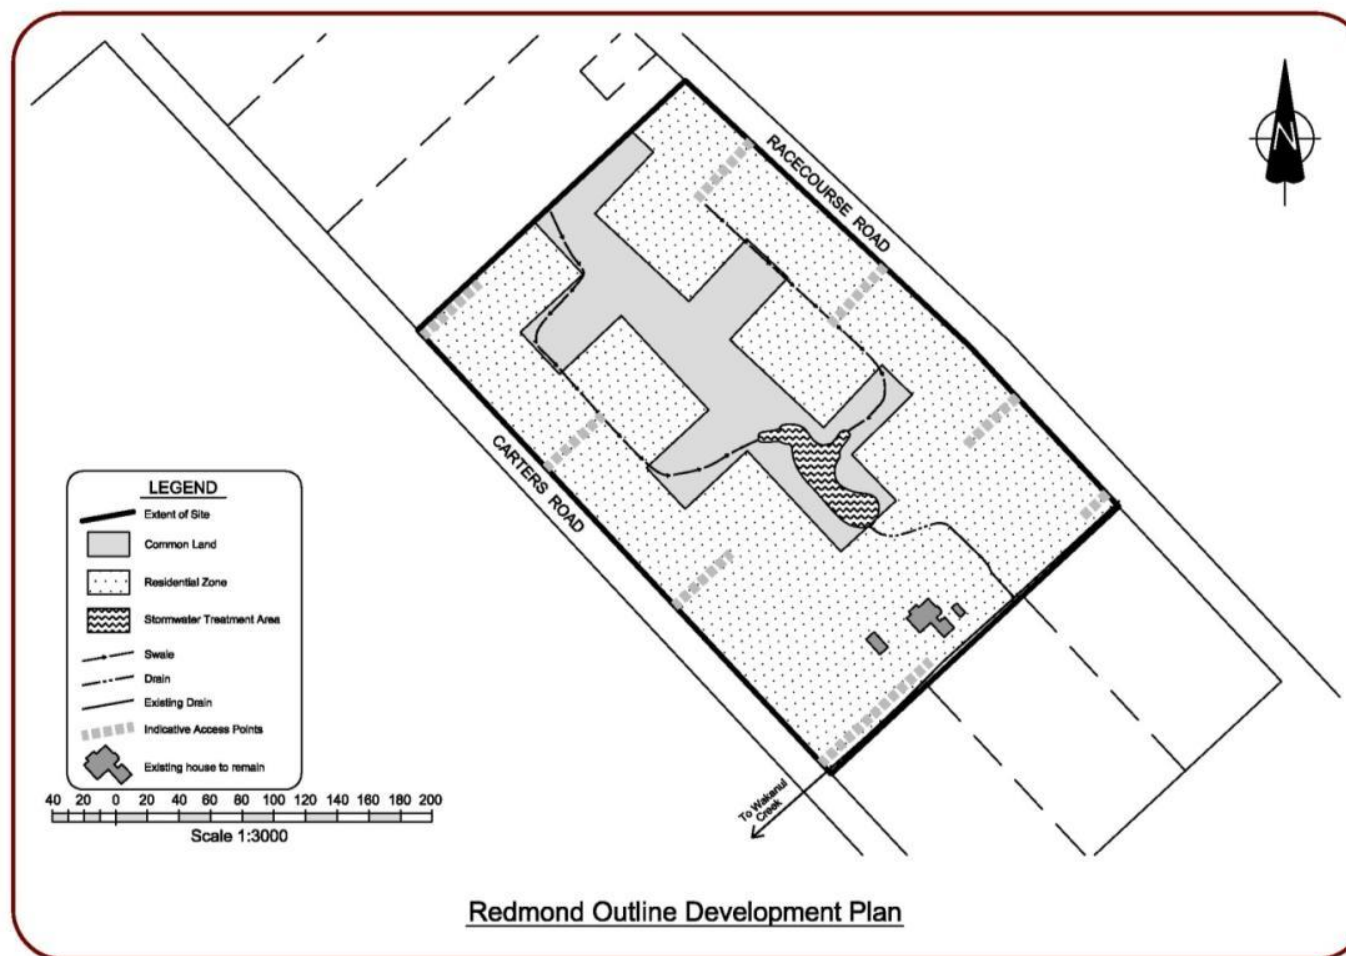 N
RACECOURSE ROAD
CARTERS ROAD
LEGEND
Extent of Site
Common Land
Residential Zone
Stormwater Treatment Area
Swale
Drain
Existing Drain
Indicative Access Points
Existing house to remain
40 20 0 20 40 60 80 100 120 140 160 180 200
Scale 1:3000
To Wakanui
Creek
Redmond Outline Development Plan